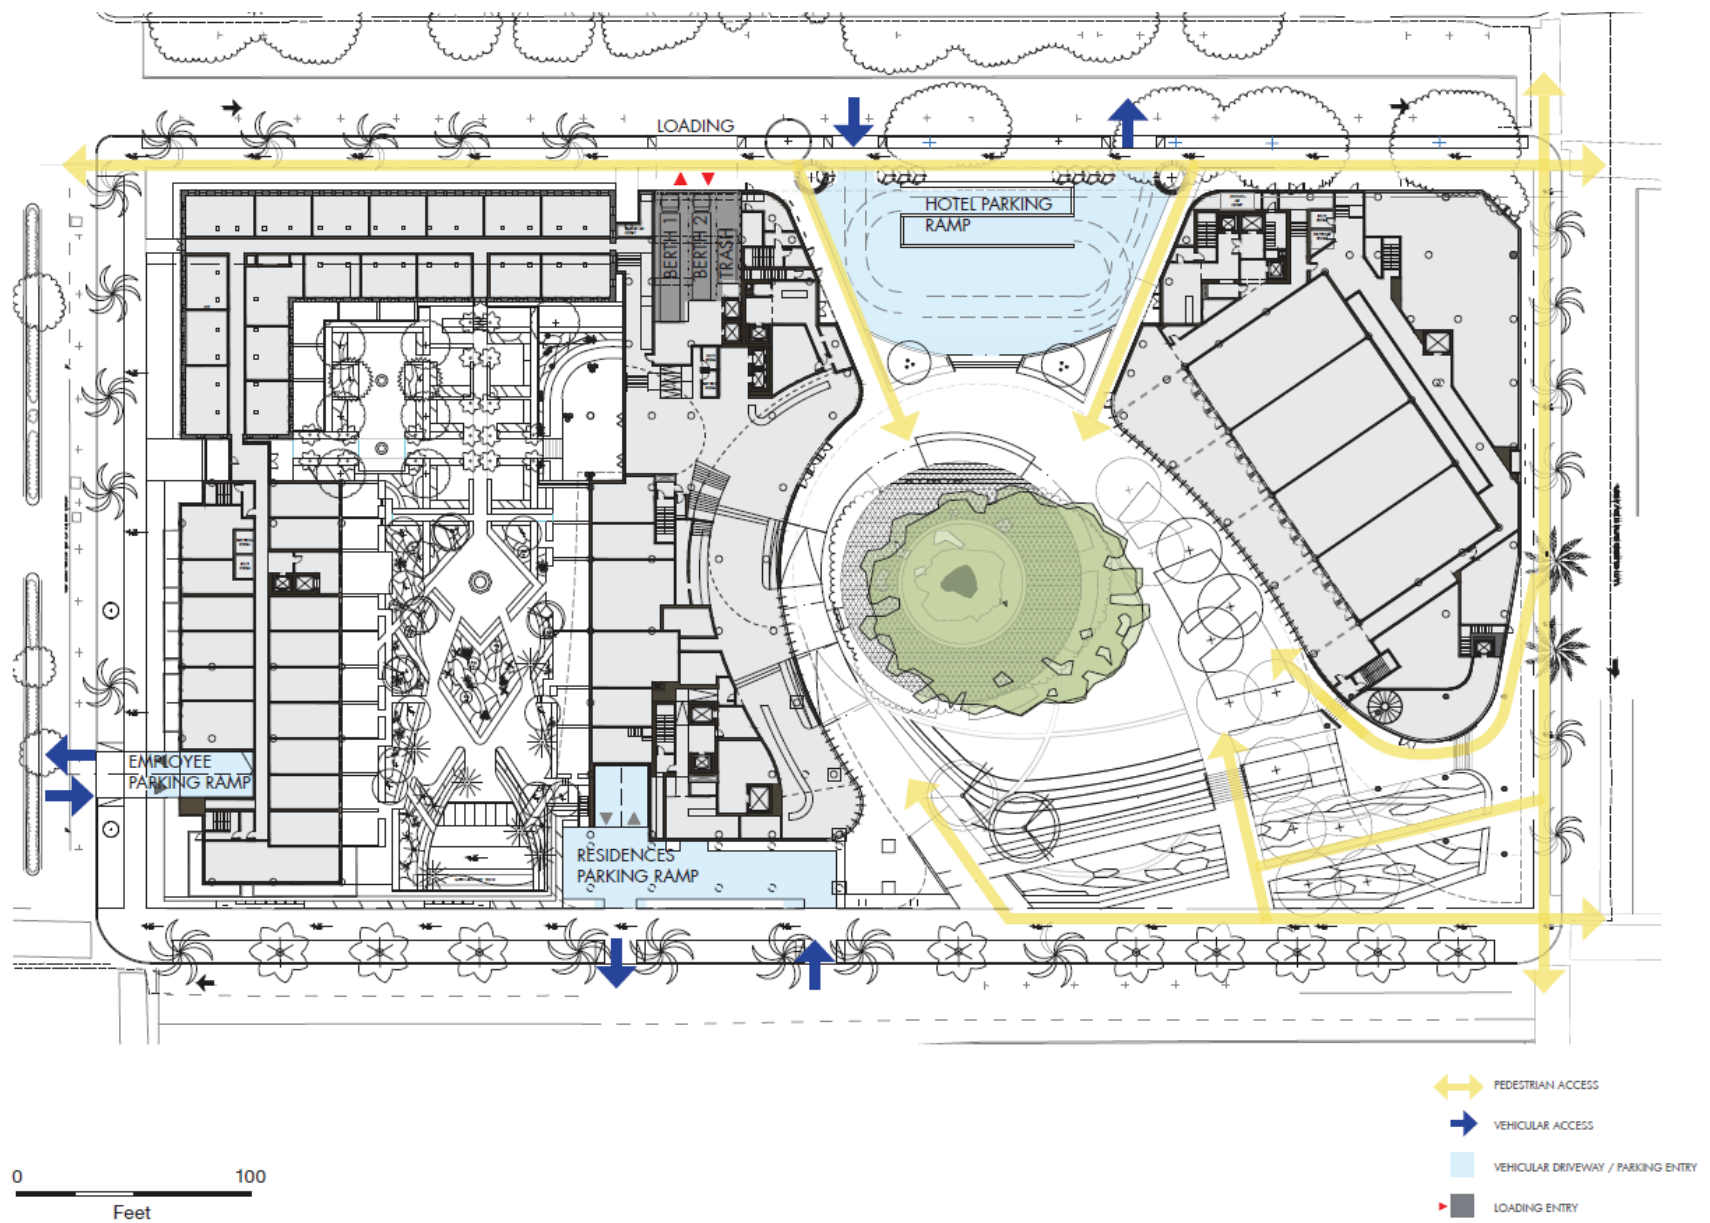 LOADING
HOTEL PARKING
RAMP
BERTH 1
BERTH 2
TRASH
EMPLOYEE
PARKING RAMP
RESIDENCES
PARKING RAMP
PEDESTRIAN ACCESS
VEHICULAR ACCESS
VEHICULAR DRIVEWAY / PARKING ENTRY
LOADING ENTRY
0 100
Feet